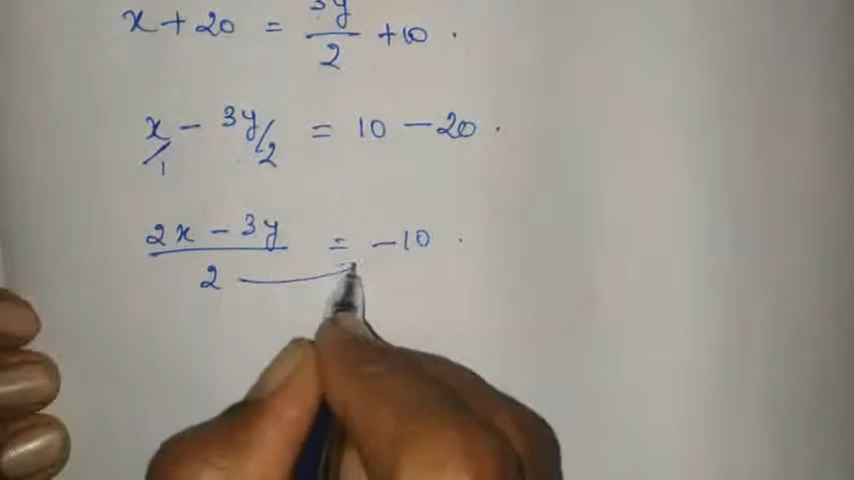 x + 20 = 3y/2 + 10 .
x/1 - 3y/2 = 10 - 20 .
2x - 3y/2 = -10 .